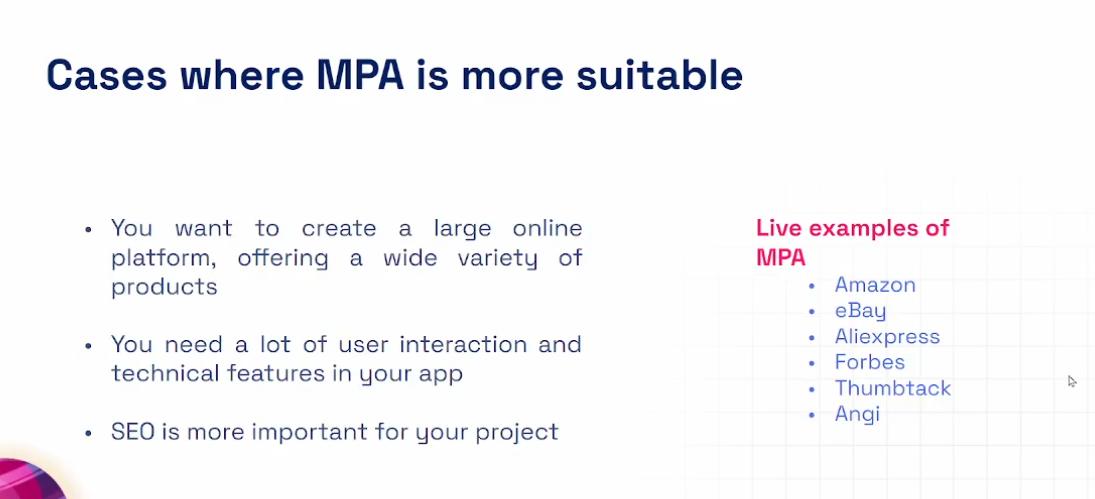 Cases where MPA is more suitable
• You want to create a large online
platform, offering a wide variety of
products
• You need a lot of user interaction and
technical features in your app
• SEO is more important for your project
Live examples of
MPA
• Amazon
• eBay
• Aliexpress
• Forbes
• Thumbtack
• Angi